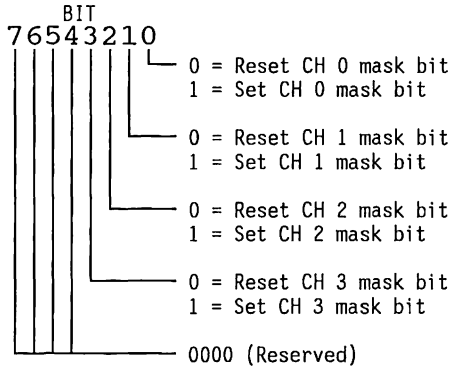 BIT
76543210
0 = Reset CH 0 mask bit
1 = Set CH 0 mask bit
0 = Reset CH 1 mask bit
1 = Set CH 1 mask bit
0 = Reset CH 2 mask bit
1 = Set CH 2 mask bit
0 = Reset CH 3 mask bit
1 = Set CH 3 mask bit
0000 (Reserved)